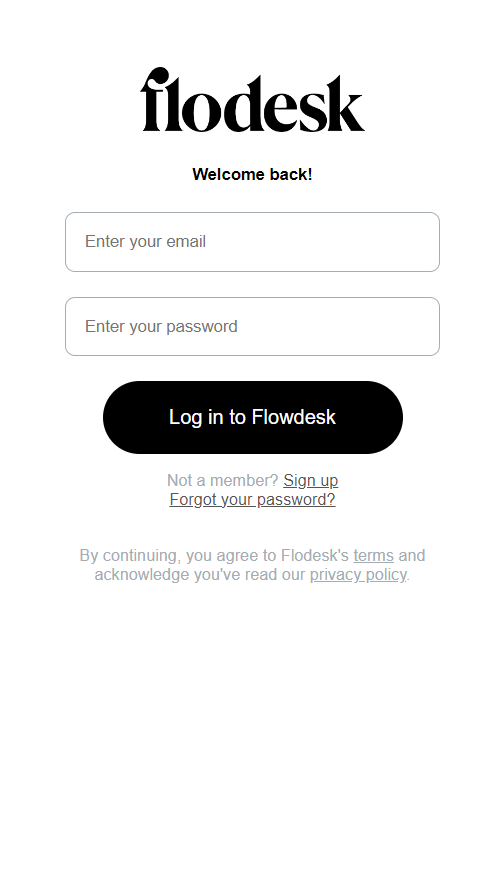 flodesk
Welcome back!
Enter your email
Enter your password
Log in to Flowdesk
Not a member? Sign up
Forgot your password?
By continuing, you agree to Flodesk's terms and
acknowledge you've read our privacy policy.